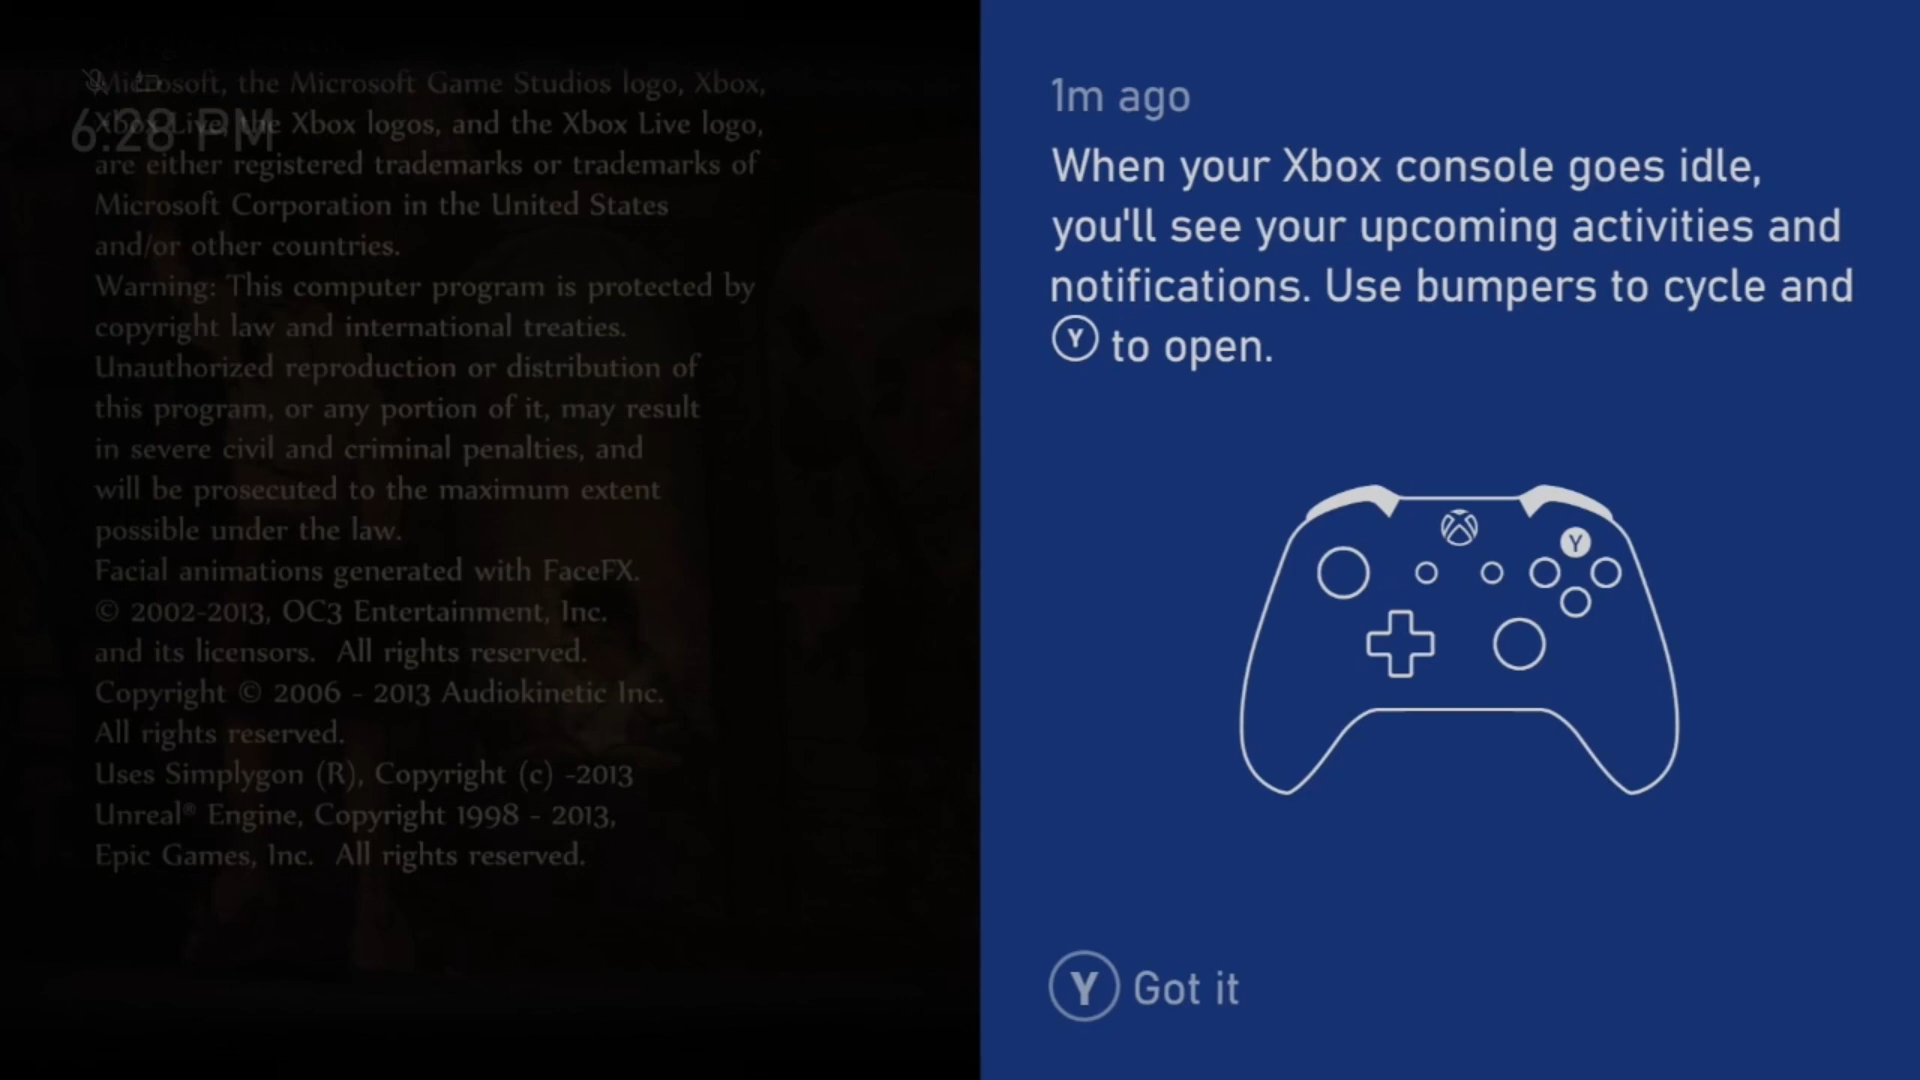 Microsoft, the Microsoft Game Studios logo, Xbox,
6:28 PM
Xbox Live, the Xbox logos, and the Xbox Live logo,
are either registered trademarks or trademarks of
Microsoft Corporation in the United States
and/or other countries.
Warning: This computer program is protected by
copyright law and international treaties.
Unauthorized reproduction or distribution of
this program, or any portion of it, may result
in severe civil and criminal penalties, and
will be prosecuted to the maximum extent
possible under the law.
Facial animations generated with FaceFX.
© 2002-2013, OC3 Entertainment, Inc.
and its licensors. All rights reserved.
Copyright © 2006 - 2013 Audiokinetic Inc.
All rights reserved.
Uses Simplygon (R), Copyright (c) -2013
Unreal® Engine, Copyright 1998 - 2013,
Epic Games, Inc. All rights reserved.
1m ago
When your Xbox console goes idle,
you'll see your upcoming activities and
notifications. Use bumpers to cycle and
Y to open.
Y
Y Got it